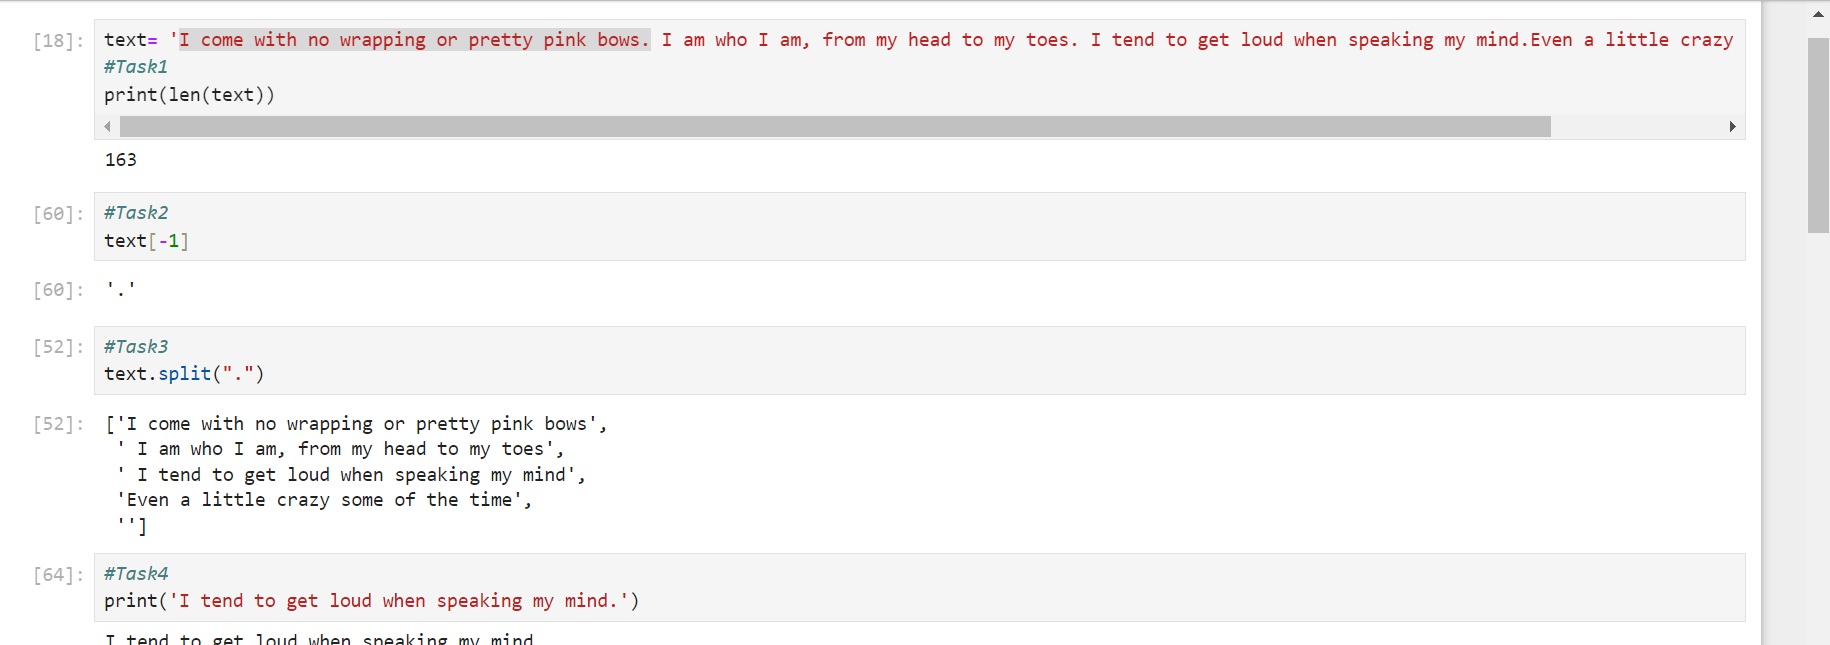 [18]: text= 'I come with no wrapping or pretty pink bows. I am who I am, from my head to my toes. I tend to get loud when speaking my mind.Even a little crazy
#Task1
print(len(text))
163
[60]: #Task2
text[-1]
[60]: '.'
[52]: #Task3
text.split(".")
[52]: ['I come with no wrapping or pretty pink bows',
' I am who I am, from my head to my toes',
' I tend to get loud when speaking my mind',
'Even a little crazy some of the time',
'']
[64]: #Task4
print('I tend to get loud when speaking my mind.')
I tend to get loud when speaking my mind.